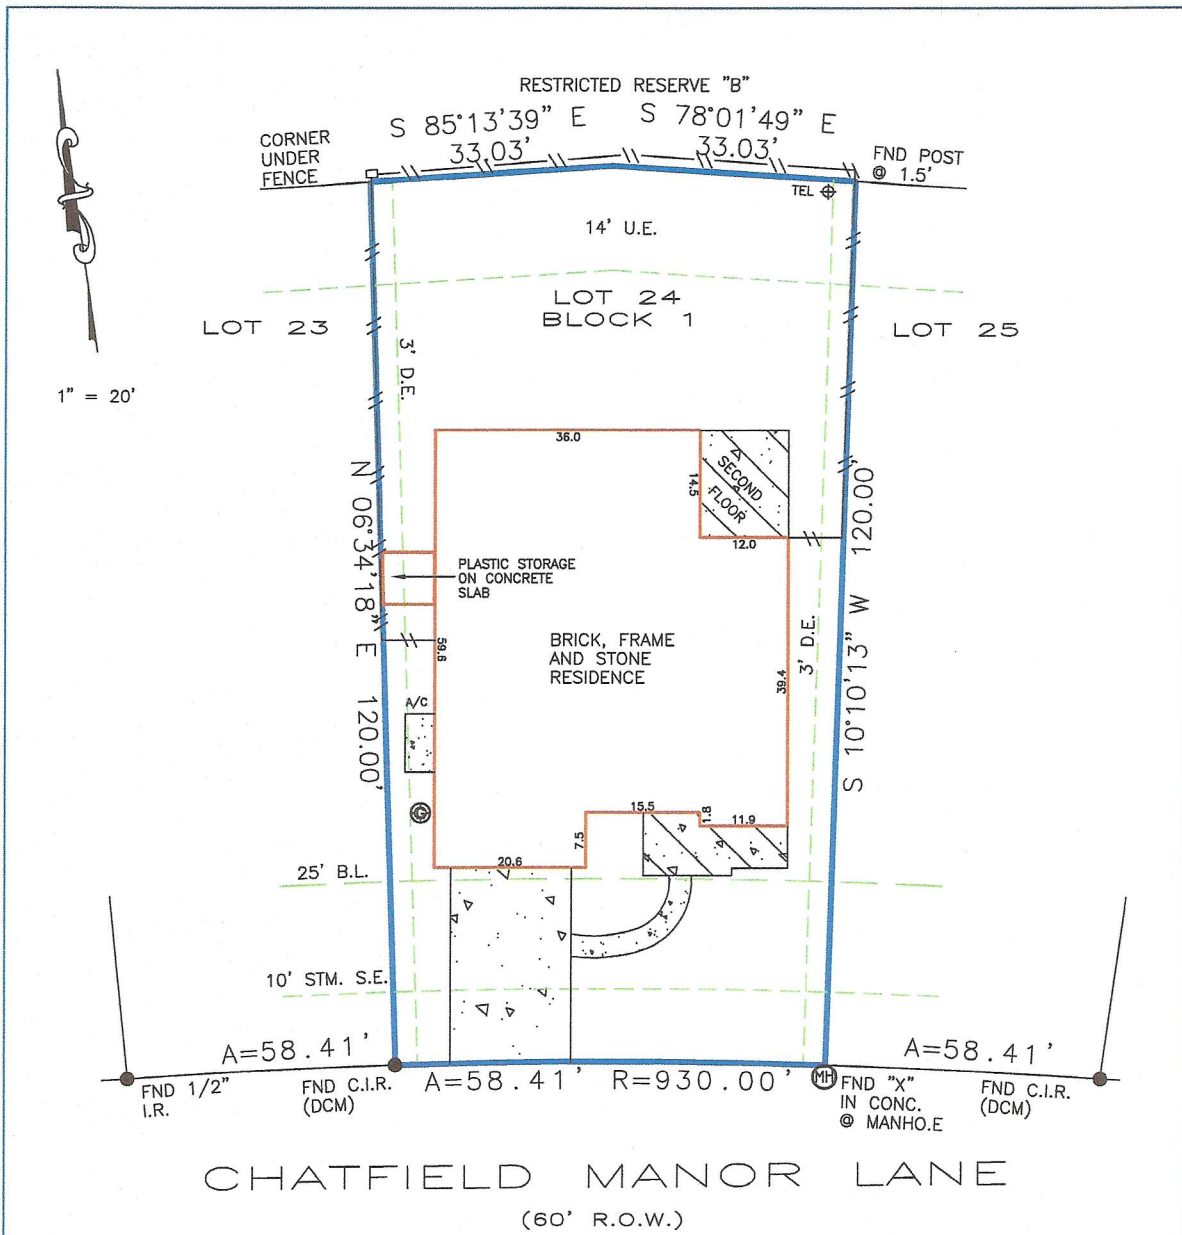 RESTRICTED RESERVE "B"
S 85°13'39" E
33.03'
S 78°01'49" E
33.03'
CORNER
UNDER
FENCE
FND POST
@ 1.5'
TEL
14' U.E.
LOT 24
BLOCK 1
LOT 23
LOT 25
1" = 20'
3' D.E.
36.0
14.5
SECOND
FLOOR
12.0
N 06°34'18" E 120.00'
S 10°10'13" W 120.00'
PLASTIC STORAGE
ON CONCRETE
SLAB
59.6
BRICK, FRAME
AND STONE
RESIDENCE
39.4
3' D.E.
A/C
G
15.5
1.8
11.9
7.5
20.6
25' B.L.
10' STM. S.E.
A=58.41'
A=58.41' R=930.00'
A=58.41'
MH
FND 1/2"
I.R.
FND C.I.R.
(DCM)
FND "X"
IN CONC.
@ MANHO.E
FND C.I.R.
(DCM)
CHATFIELD MANOR LANE
(60' R.O.W.)